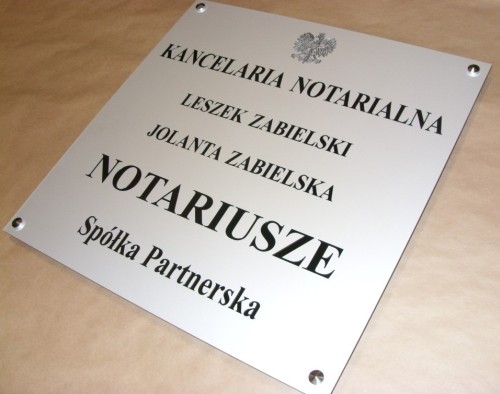 KANCELARIA NOTARIALNA
LESZEK ZABIELSKI
JOLANTA ZABIELSKA
NOTARIUSZE
Spółka Partnerska